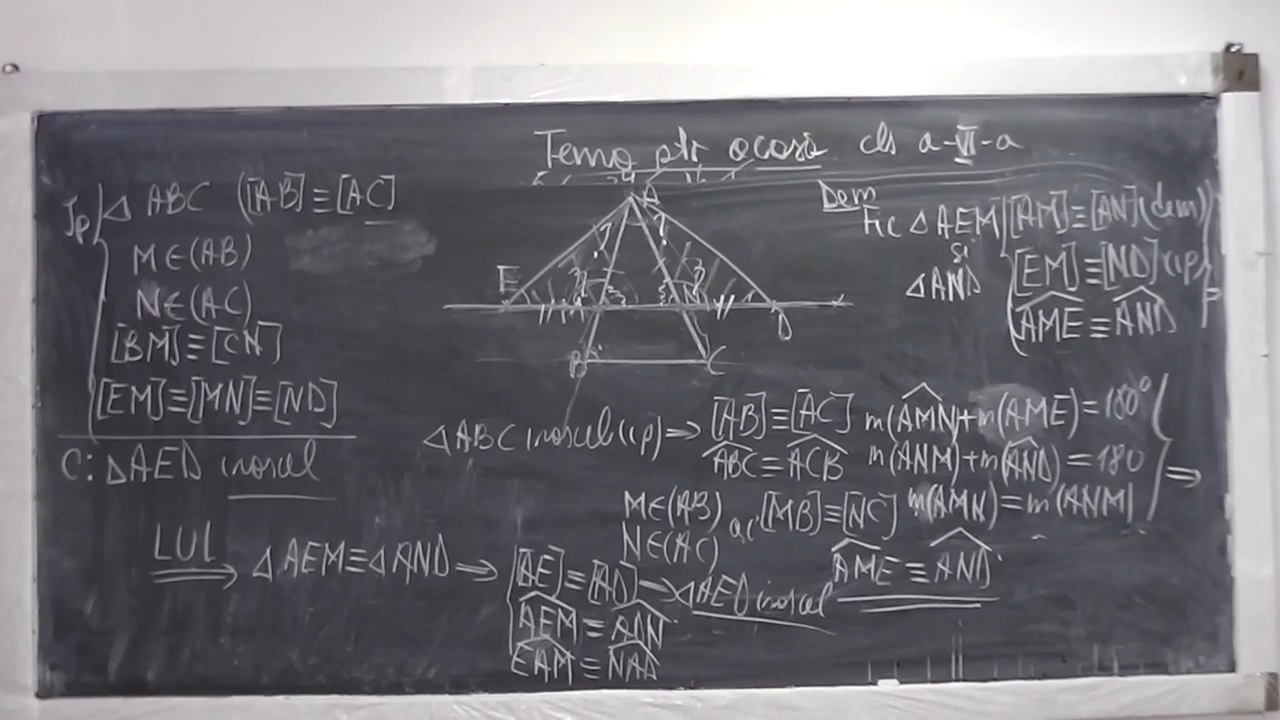 Tema ptr acasă cls a-VI-a
Ip △ ABC ([AB]≡[AC]
M∈(AB)
N∈(AC)
[BM]≡[CN]
[EM]≡[MN]≡[ND]
C: △AED isoscel
A
E
D
B
C
Dem
Fie △AEM
si
△AND
[AM]≡[AN](dem)
[EM]≡[ND](ip)
AME≡AND
△ABC isoscel(ip)⇒ [AB]≡[AC]
ABC≡ACB
M∈(AB)
N∈(AC)
[MB]≡[NC]
m(AMN)+m(AME)=180°
m(ANM)+m(AND)=180
m(AMN)=m(ANM)
⇒
AME≡AND
LUL ⇒ △AEM≡△AND ⇒ [AE]≡[AD]⇒△AED isoscel
AEM≡ADN
EAM≡NAD